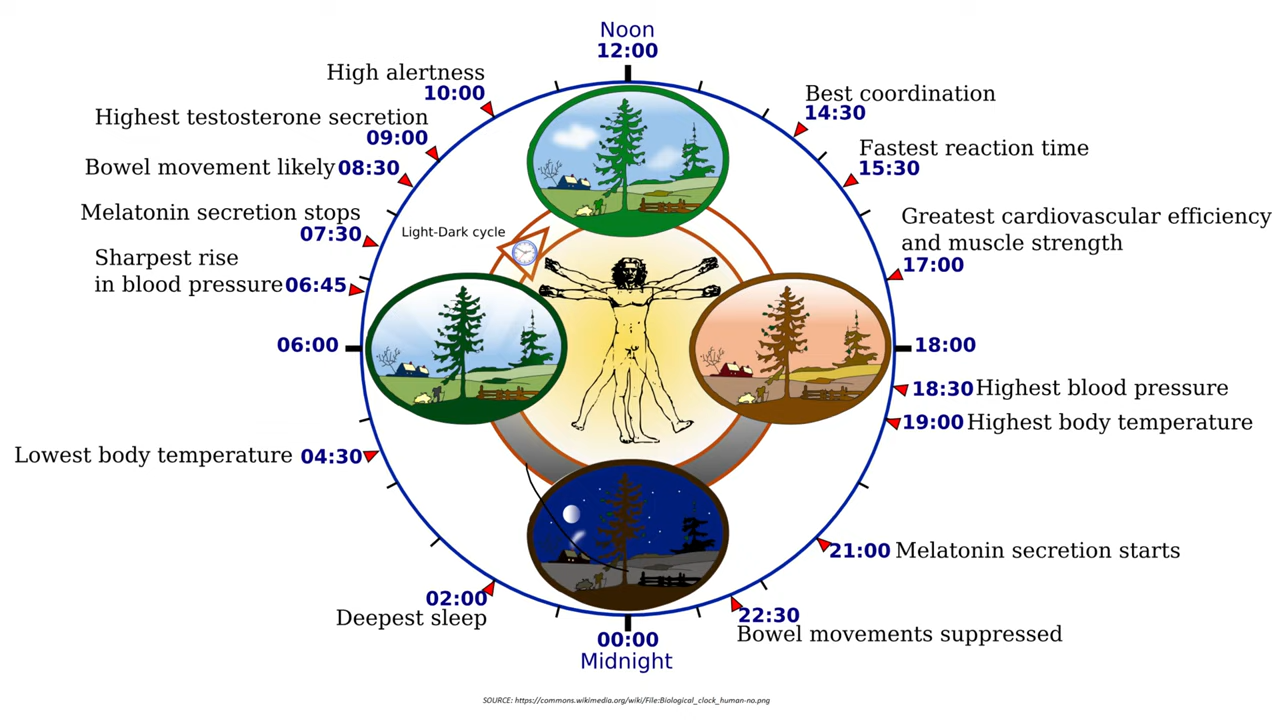 Noon
12:00
High alertness
10:00
Highest testosterone secretion
09:00
Bowel movement likely 08:30
Melatonin secretion stops
07:30
Sharpest rise
in blood pressure 06:45
06:00
Lowest body temperature 04:30
02:00
Deepest sleep
Light-Dark cycle
Best coordination
14:30
Fastest reaction time
15:30
Greatest cardiovascular efficiency
and muscle strength
17:00
18:00
18:30 Highest blood pressure
19:00 Highest body temperature
21:00 Melatonin secretion starts
22:30
Bowel movements suppressed
00:00
Midnight
SOURCE: https://commons.wikimedia.org/wiki/File:Biological_clock_human-no.png